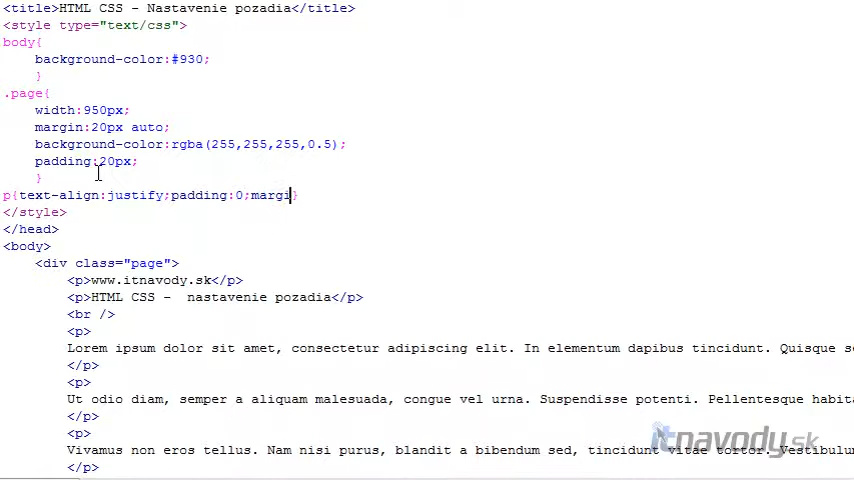 <title>HTML CSS - Nastavenie pozadia</title>
<style type="text/css">
body{
    background-color:#930;
    }
.page{
    width:950px;
    margin:20px auto;
    background-color:rgba(255,255,255,0.5);
    padding:20px;
    }
p{text-align:justify;padding:0;margi}
</style>
</head>
<body>
    <div class="page">
        <p>www.itnavody.sk</p>
        <p>HTML CSS -  nastavenie pozadia</p>
        <br />
        <p>
        Lorem ipsum dolor sit amet, consectetur adipiscing elit. In elementum dapibus tincidunt. Quisque s
        </p>
        <p>
        Ut odio diam, semper a aliquam malesuada, congue vel urna. Suspendisse potenti. Pellentesque habit
        </p>
        <p>
        Vivamus non eros tellus. Nam nisi purus, blandit a bibendum sed, tincidunt vitae tortor. Vestibulu
        </p>
itnavody.sk